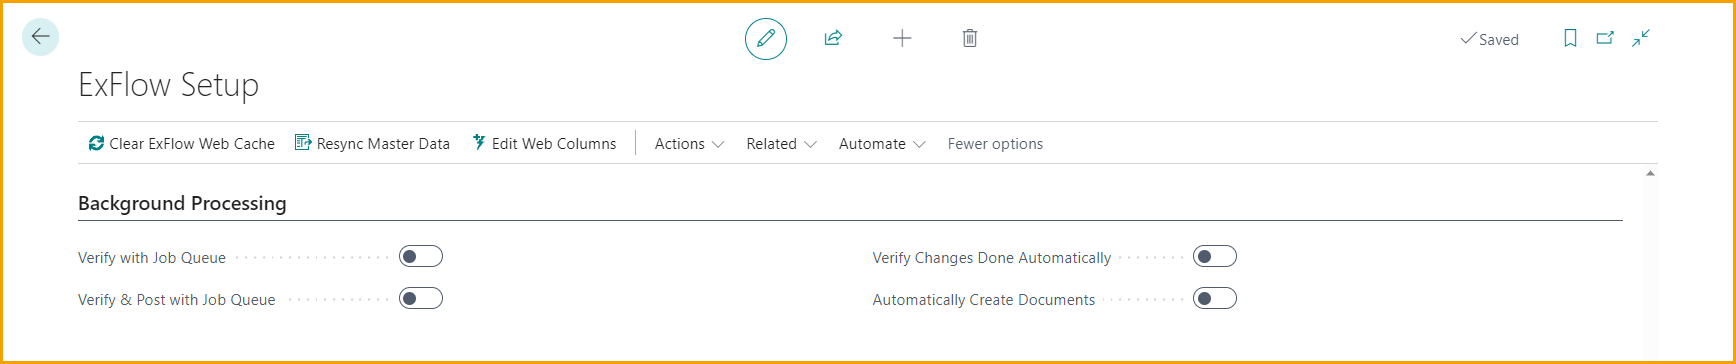 Saved
ExFlow Setup
Clear ExFlow Web Cache Resync Master Data Edit Web Columns Actions Related Automate Fewer options
Background Processing
Verify with Job Queue Verify Changes Done Automatically
Verify & Post with Job Queue Automatically Create Documents